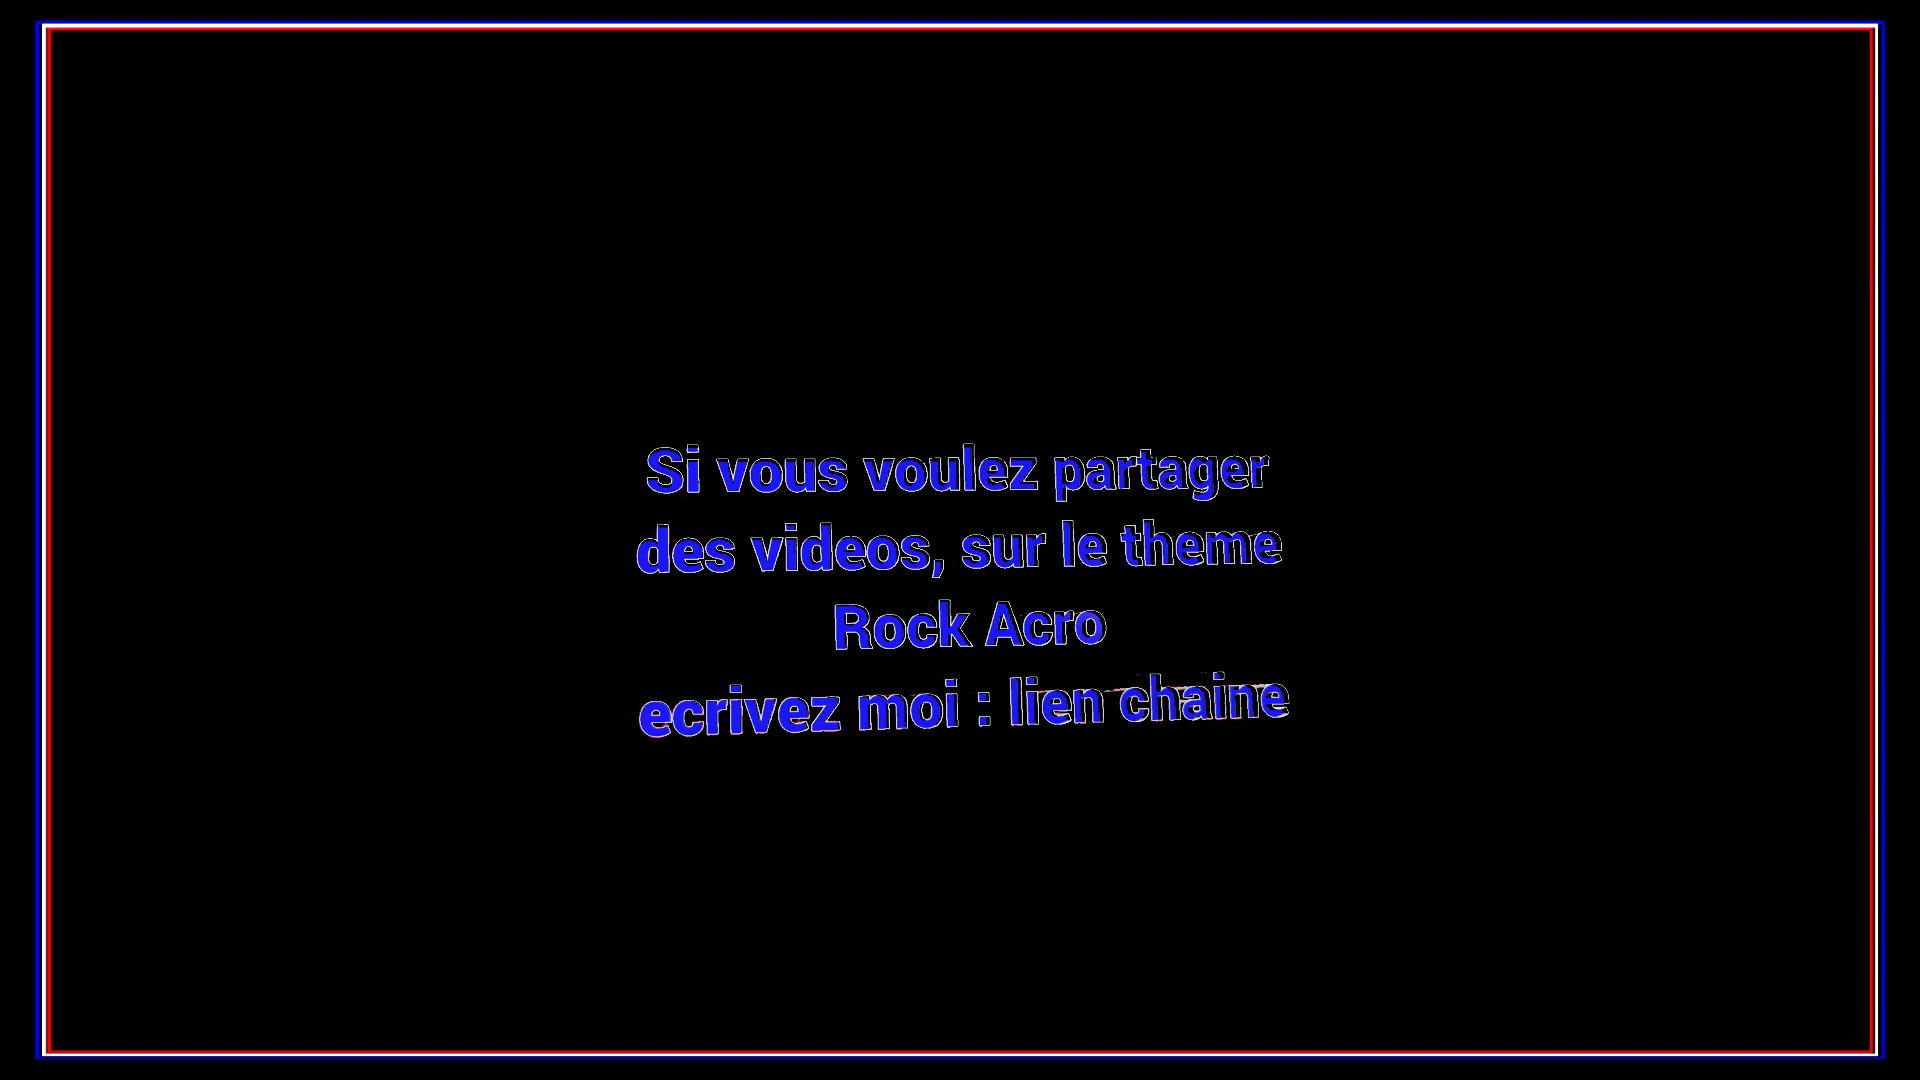 Si vous voulez partager
des videos, sur le theme
Rock Acro
ecrivez moi : lien chaine